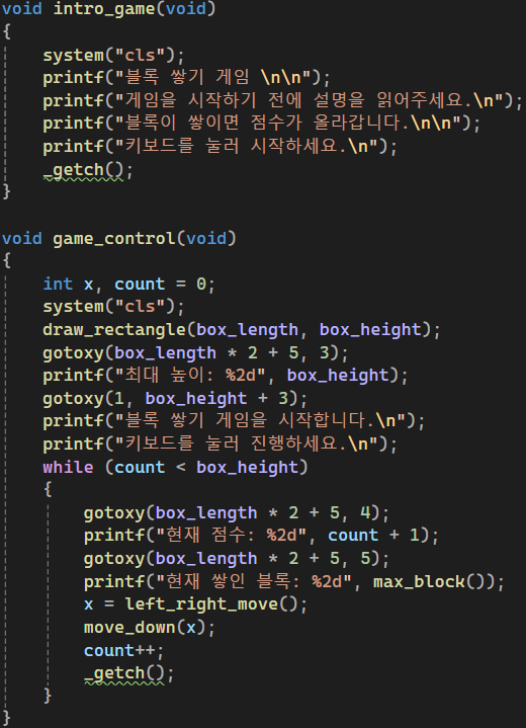 void intro_game(void)
{
    system("cls");
    printf("블록 쌓기 게임 \n\n");
    printf("게임을 시작하기 전에 설명을 읽어주세요.\n");
    printf("블록이 쌓이면 점수가 올라갑니다.\n\n");
    printf("키보드를 눌러 시작하세요.\n");
    _getch();
}

void game_control(void)
{
    int x, count = 0;
    system("cls");
    draw_rectangle(box_length, box_height);
    gotoxy(box_length * 2 + 5, 3);
    printf("최대 높이: %2d", box_height);
    gotoxy(1, box_height + 3);
    printf("블록 쌓기 게임을 시작합니다.\n");
    printf("키보드를 눌러 진행하세요.\n");
    while (count < box_height)
    {
        gotoxy(box_length * 2 + 5, 4);
        printf("현재 점수: %2d", count + 1);
        gotoxy(box_length * 2 + 5, 5);
        printf("현재 쌓인 블록: %2d", max_block());
        x = left_right_move();
        move_down(x);
        count++;
        _getch();
    }
}